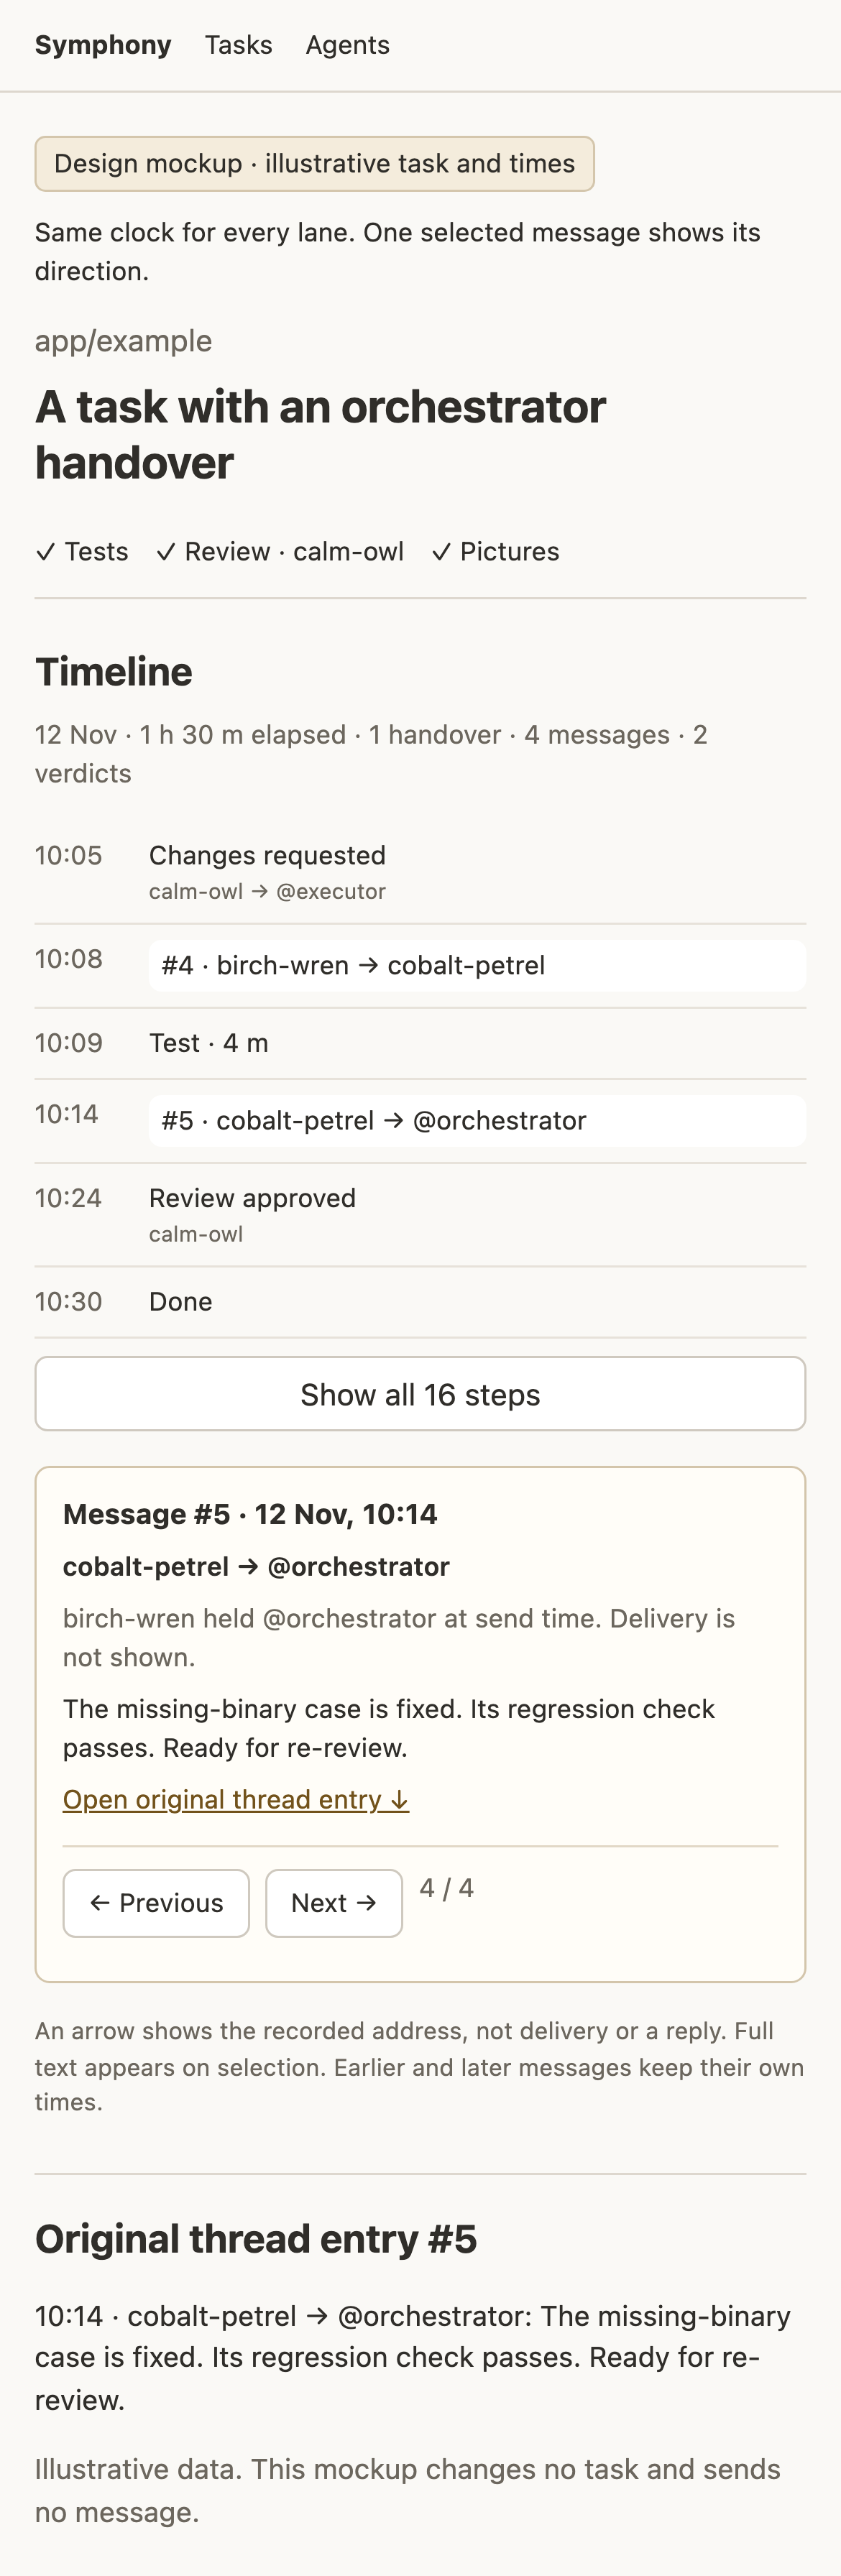 Symphony Tasks Agents
Design mockup · illustrative task and times
Same clock for every lane. One selected message shows its
direction.
app/example
A task with an orchestrator
handover
✓ Tests ✓ Review · calm-owl ✓ Pictures
Timeline
12 Nov · 1 h 30 m elapsed · 1 handover · 4 messages · 2
verdicts
10:05 Changes requested
calm-owl → @executor
10:08 #4 · birch-wren → cobalt-petrel
10:09 Test · 4 m
10:14 #5 · cobalt-petrel → @orchestrator
10:24 Review approved
calm-owl
10:30 Done
Show all 16 steps
Message #5 · 12 Nov, 10:14
cobalt-petrel → @orchestrator
birch-wren held @orchestrator at send time. Delivery is
not shown.
The missing-binary case is fixed. Its regression check
passes. Ready for re-review.
Open original thread entry ↓
← Previous Next → 4 / 4
An arrow shows the recorded address, not delivery or a reply. Full
text appears on selection. Earlier and later messages keep their own
times.
Original thread entry #5
10:14 · cobalt-petrel → @orchestrator: The missing-binary
case is fixed. Its regression check passes. Ready for re-
review.
Illustrative data. This mockup changes no task and sends
no message.